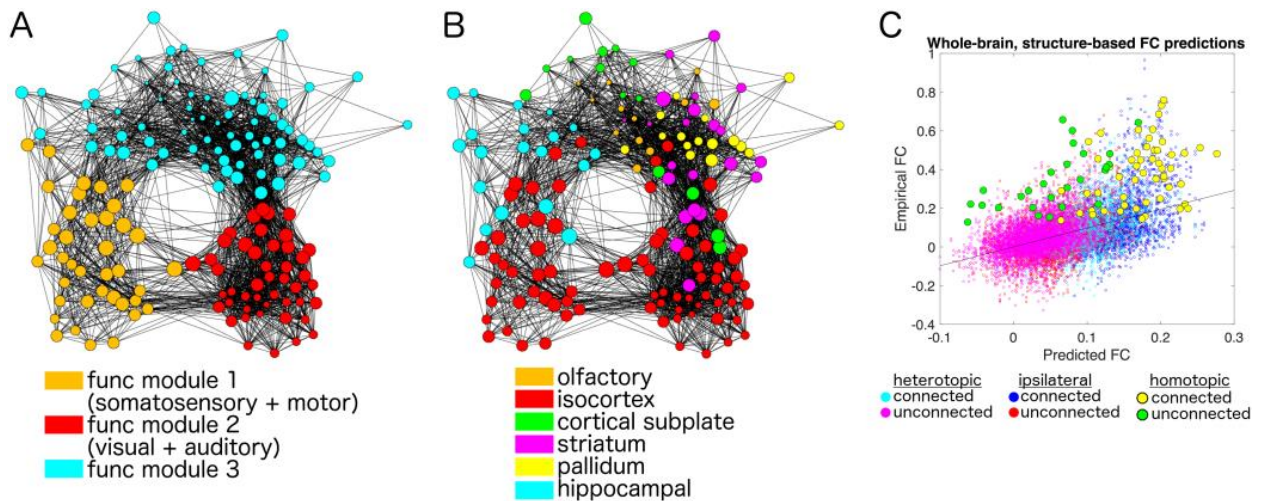 A
B
C
func module 1
(somatosensory + motor)
func module 2
(visual + auditory)
func module 3
olfactory
isocortex
cortical subplate
striatum
pallidum
hippocampal
Whole-brain, structure-based FC predictions
Empirical FC
1
0.8
0.6
0.4
0.2
0
-0.2
-0.4
-0.1
0
0.1
0.2
0.3
Predicted FC
heterotopic
connected
unconnected
ipsilateral
connected
unconnected
homotopic
connected
unconnected